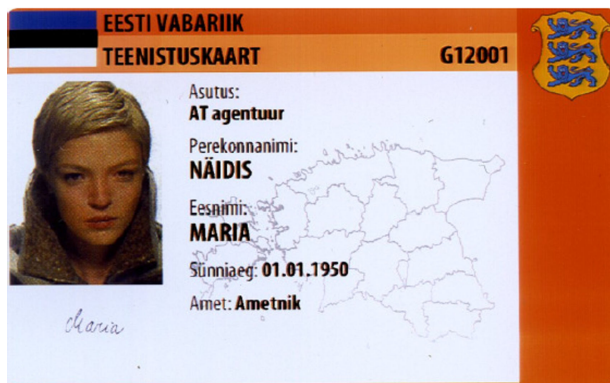 EESTI VABARIIK
TEENISTUSKAART G12001
Asutus:
AT agentuur
Perekonnanimi:
NÄIDIS
Eesnimi:
MARIA
Sünniaeg: 01.01.1950
Amet: Ametnik
Maria